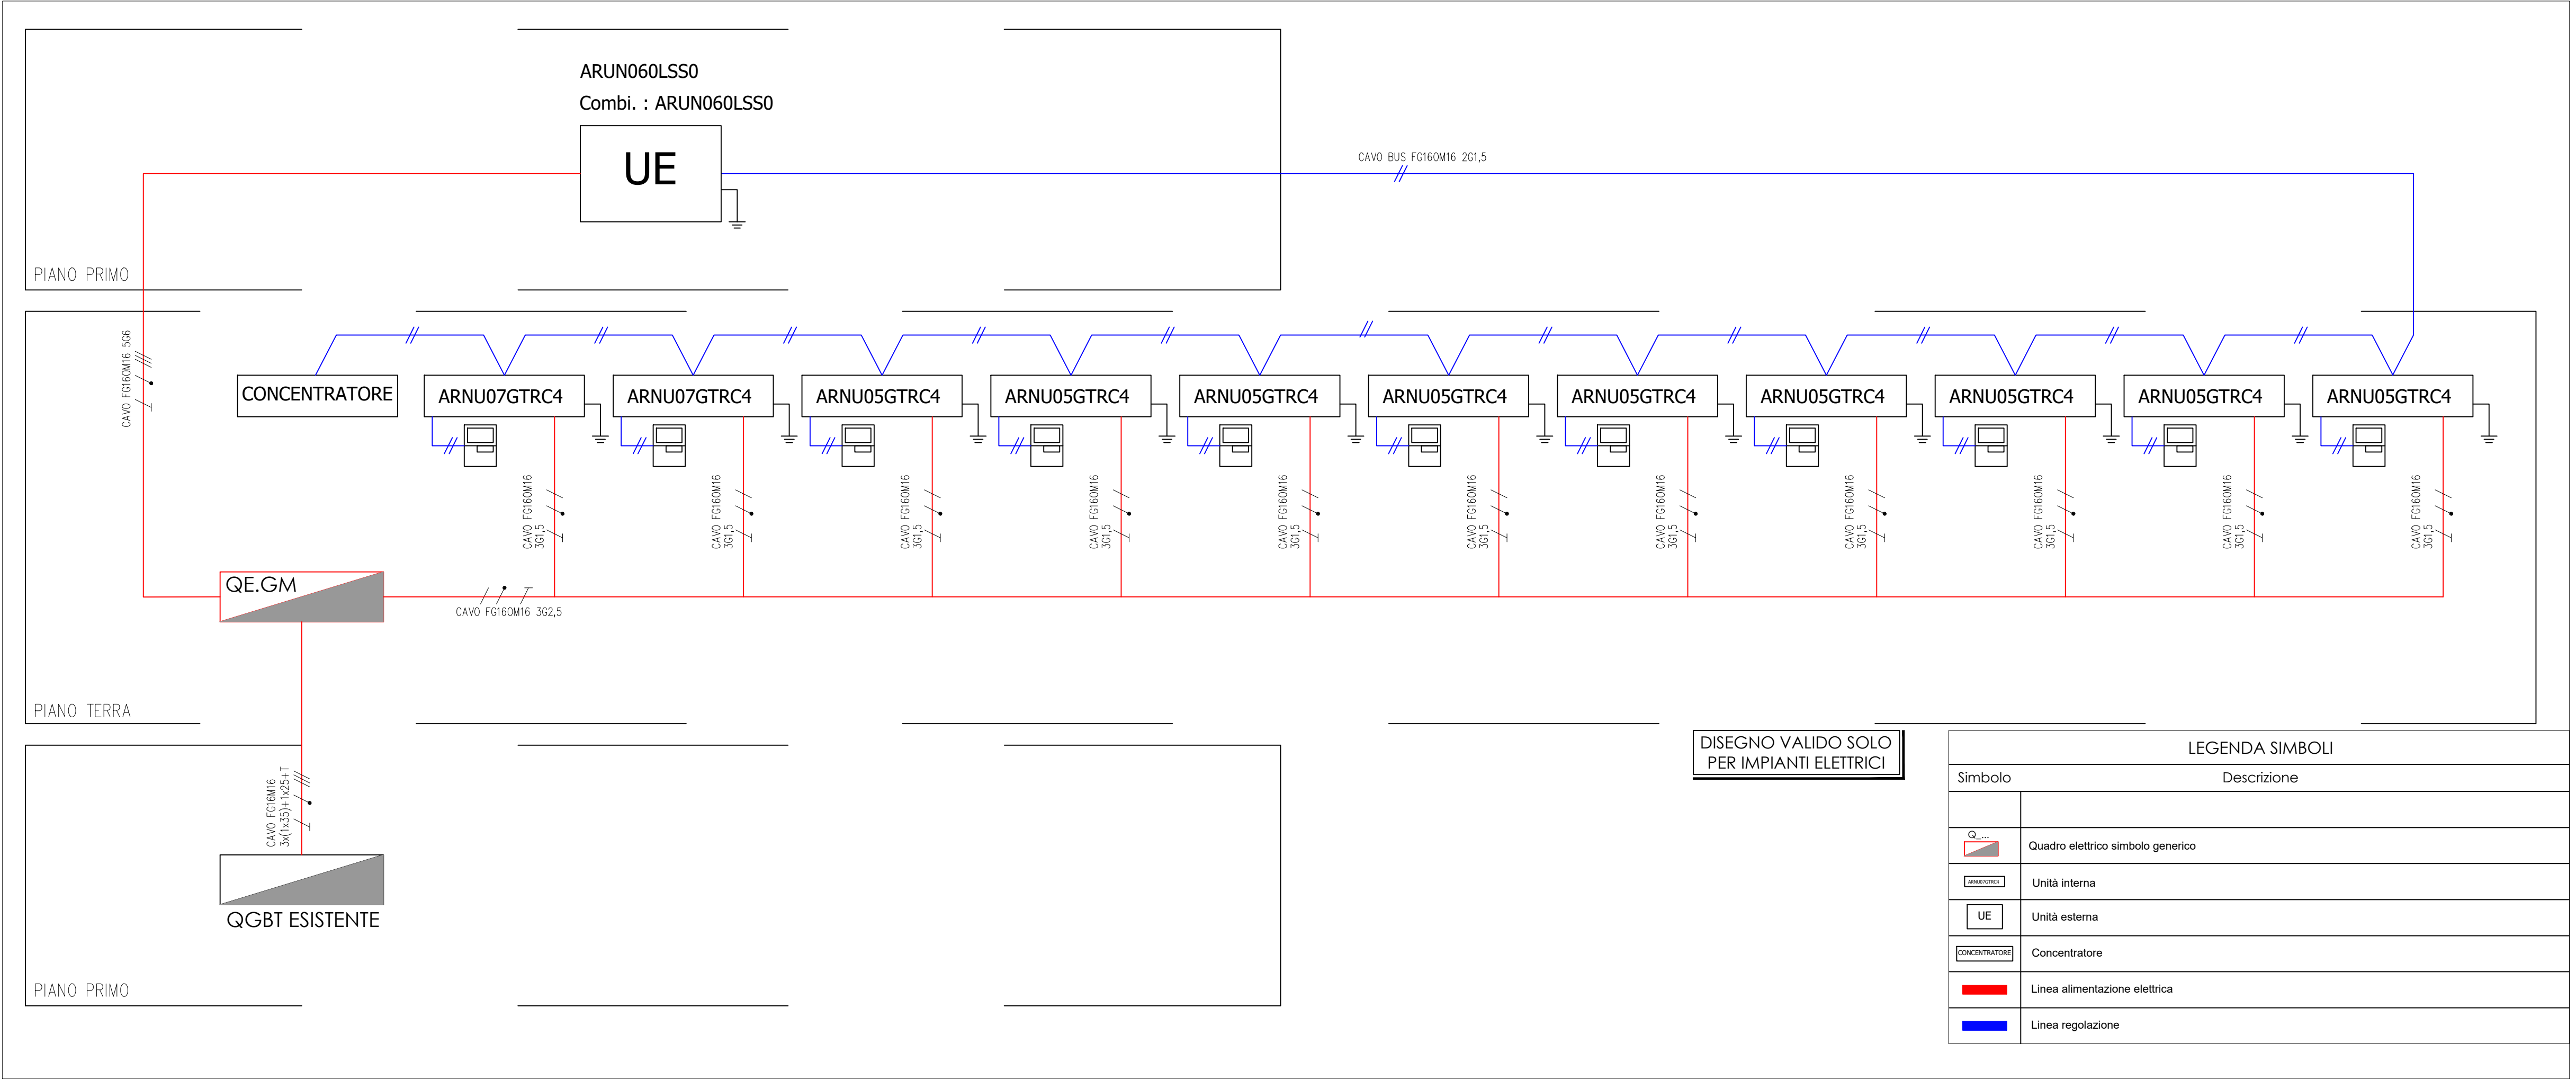 ARUN060LSS0
Combi. : ARUN060LSS0
UE
CAVO BUS FG16OM16 2G1,5
PIANO PRIMO
CAVO FG16OM16 5G6
CONCENTRATORE
ARNU07GTRC4
ARNU07GTRC4
ARNU05GTRC4
ARNU05GTRC4
ARNU05GTRC4
ARNU05GTRC4
ARNU05GTRC4
ARNU05GTRC4
ARNU05GTRC4
ARNU05GTRC4
ARNU05GTRC4
CAVO FG16OM16
3G1,5
CAVO FG16OM16
3G1,5
CAVO FG16OM16
3G1,5
CAVO FG16OM16
3G1,5
CAVO FG16OM16
3G1,5
CAVO FG16OM16
3G1,5
CAVO FG16OM16
3G1,5
CAVO FG16OM16
3G1,5
CAVO FG16OM16
3G1,5
CAVO FG16OM16
3G1,5
CAVO FG16OM16
3G1,5
QE.GM
CAVO FG16OM16 3G2,5
PIANO TERRA
CAVO FG16M16
3x(1x35)+1x25+T
QGBT ESISTENTE
PIANO PRIMO
DISEGNO VALIDO SOLO
PER IMPIANTI ELETTRICI
LEGENDA SIMBOLI
Simbolo Descrizione
Q_...
Quadro elettrico simbolo generico
ARNU07GTRC4 Unità interna
UE Unità esterna
CONCENTRATORE Concentratore
Linea alimentazione elettrica
Linea regolazione